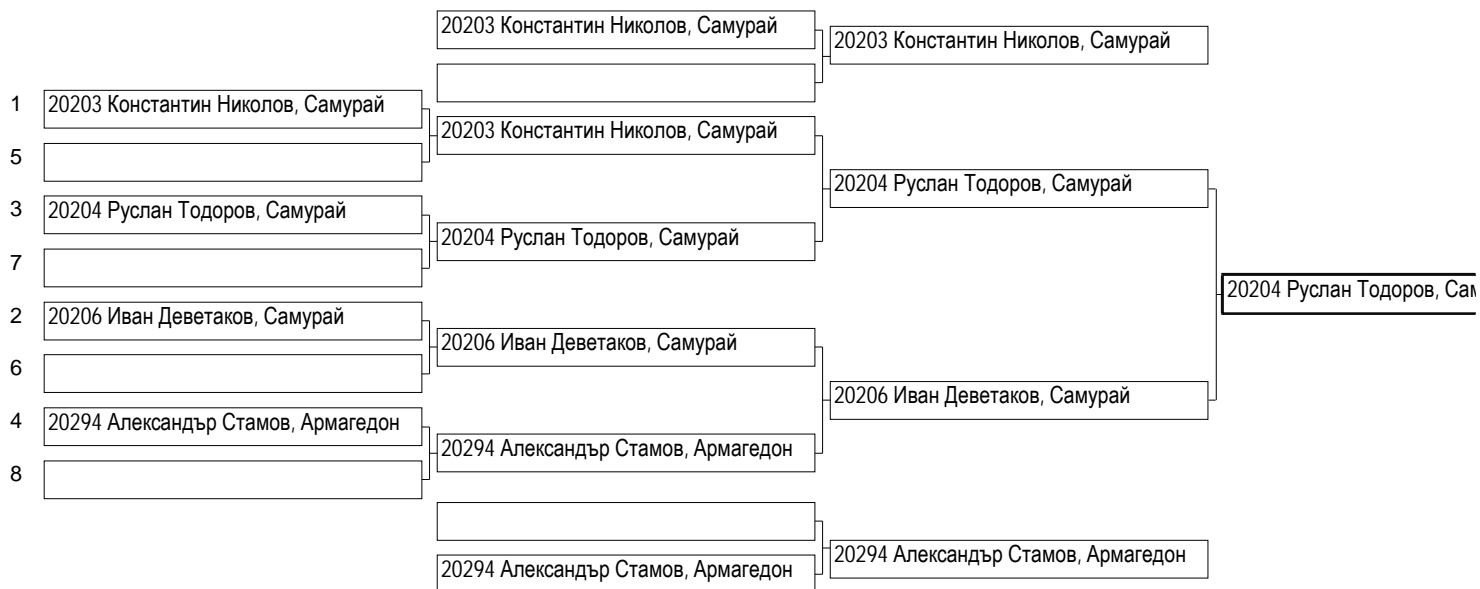 20203 Константин Николов, Самурай
20203 Константин Николов, Самурай
1 20203 Константин Николов, Самурай
20203 Константин Николов, Самурай
5
20204 Руслан Тодоров, Самурай
3 20204 Руслан Тодоров, Самурай
20204 Руслан Тодоров, Самурай
7
20204 Руслан Тодоров,
2 20206 Иван Деветаков, Самурай
20206 Иван Деветаков, Самурай
6
20206 Иван Деветаков, Самурай
4 20294 Александър Стамов, Армагедон
20294 Александър Стамов, Армагедон
8
20294 Александър Стамов, Армагедон
20294 Александър Стамов, Армагедон